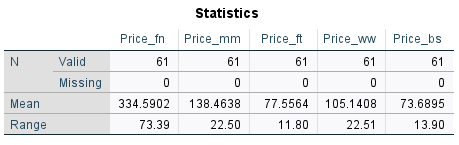 Statistics
Price_fn Price_mm Price_ft Price_ww Price_bs
N Valid 61 61 61 61 61
Missing 0 0 0 0 0
Mean 334.5902 138.4638 77.5564 105.1408 73.6895
Range 73.39 22.50 11.80 22.51 13.90